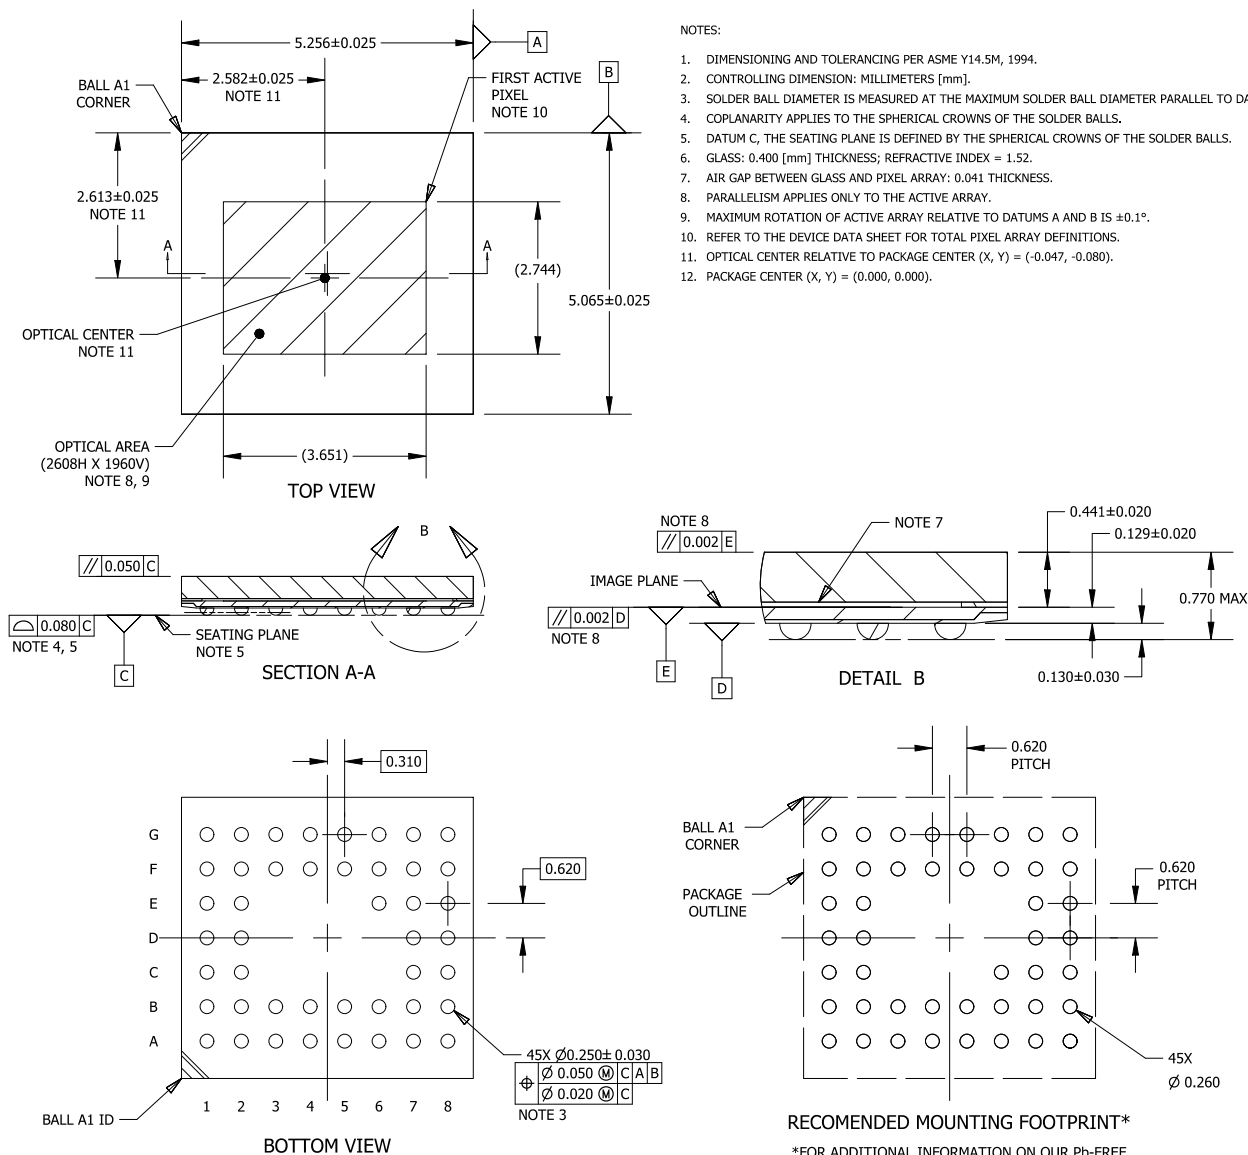 5.256±0.025
A
2.582±0.025
NOTE 11
BALL A1
CORNER
FIRST ACTIVE
PIXEL
NOTE 10
B
2.613±0.025
NOTE 11
A
A
(2.744)
5.065±0.025
OPTICAL CENTER
NOTE 11
OPTICAL AREA
(2608H X 1960V)
NOTE 8, 9
(3.651)
TOP VIEW
NOTES:
1. DIMENSIONING AND TOLERANCING PER ASME Y14.5M, 1994.
2. CONTROLLING DIMENSION: MILLIMETERS [mm].
3. SOLDER BALL DIAMETER IS MEASURED AT THE MAXIMUM SOLDER BALL DIAMETER PARALLEL TO DA
4. COPLANARITY APPLIES TO THE SPHERICAL CROWNS OF THE SOLDER BALLS.
5. DATUM C, THE SEATING PLANE IS DEFINED BY THE SPHERICAL CROWNS OF THE SOLDER BALLS.
6. GLASS: 0.400 [mm] THICKNESS; REFRACTIVE INDEX = 1.52.
7. AIR GAP BETWEEN GLASS AND PIXEL ARRAY: 0.041 THICKNESS.
8. PARALLELISM APPLIES ONLY TO THE ACTIVE ARRAY.
9. MAXIMUM ROTATION OF ACTIVE ARRAY RELATIVE TO DATUMS A AND B IS ±0.1°.
10. REFER TO THE DEVICE DATA SHEET FOR TOTAL PIXEL ARRAY DEFINITIONS.
11. OPTICAL CENTER RELATIVE TO PACKAGE CENTER (X, Y) = (-0.047, -0.080).
12. PACKAGE CENTER (X, Y) = (0.000, 0.000).
B
// 0.050 C
⌓ 0.080 C
NOTE 4, 5
SEATING PLANE
NOTE 5
C
SECTION A-A
NOTE 8
// 0.002 E
NOTE 7
0.441±0.020
0.129±0.020
IMAGE PLANE
0.770 MAX
// 0.002 D
NOTE 8
E
D
0.130±0.030
DETAIL B
0.310
G
F
E
D
C
B
A
0.620
45X Ø0.250± 0.030
⌖ Ø 0.050 Ⓜ C A B
Ø 0.020 Ⓜ C
NOTE 3
BALL A1 ID
1 2 3 4 5 6 7 8
BOTTOM VIEW
0.620
PITCH
BALL A1
CORNER
PACKAGE
OUTLINE
0.620
PITCH
45X
Ø 0.260
RECOMENDED MOUNTING FOOTPRINT*
*FOR ADDITIONAL INFORMATION ON OUR Pb-FREE